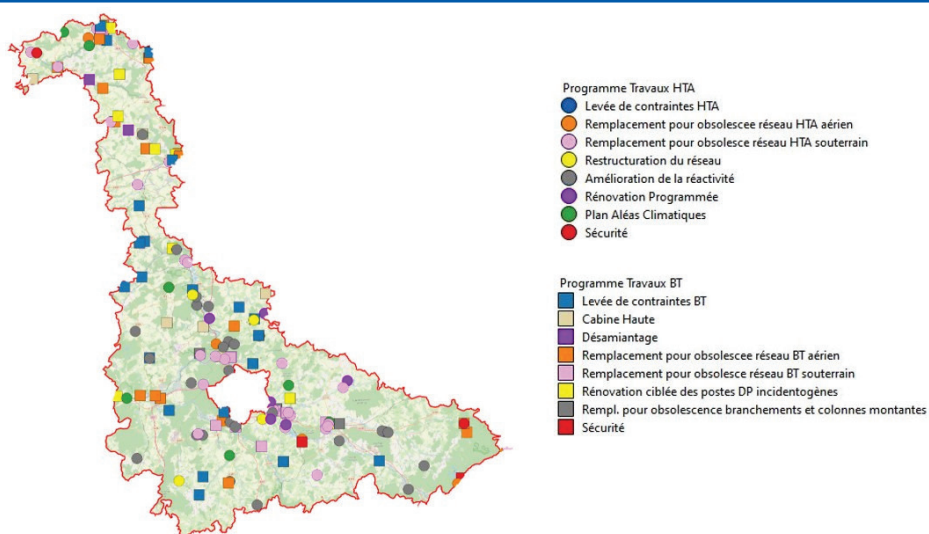 Programme Travaux HTA
Levée de contraintes HTA
Remplacement pour obsolescee réseau HTA aérien
Remplacement pour obsolesce réseau HTA souterrain
Restructuration du réseau
Amélioration de la réactivité
Rénovation Programmée
Plan Aléas Climatiques
Sécurité
Programme Travaux BT
Levée de contraintes BT
Cabine Haute
Désamiantage
Remplacement pour obsolescee réseau BT aérien
Remplacement pour obsolesce réseau BT souterrain
Rénovation ciblée des postes DP incidentogènes
Rempl. pour obsolescence branchements et colonnes montantes
Sécurité